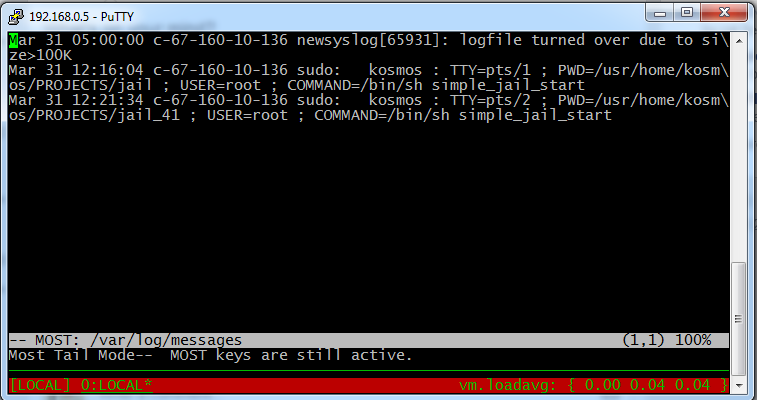 192.168.0.5 - PuTTY
Mar 31 05:00:00 c-67-160-10-136 newsyslog[65931]: logfile turned over due to si\
ze>100K
Mar 31 12:16:04 c-67-160-10-136 sudo:   kosmos : TTY=pts/1 ; PWD=/usr/home/kosm\
os/PROJECTS/jail ; USER=root ; COMMAND=/bin/sh simple_jail_start
Mar 31 12:21:34 c-67-160-10-136 sudo:   kosmos : TTY=pts/2 ; PWD=/usr/home/kosm\
os/PROJECTS/jail_41 ; USER=root ; COMMAND=/bin/sh simple_jail_start
-- MOST: /var/log/messages (1,1) 100%
Most Tail Mode--  MOST keys are still active.
[LOCAL] 0:LOCAL* vm.loadavg: { 0.00 0.04 0.04 }